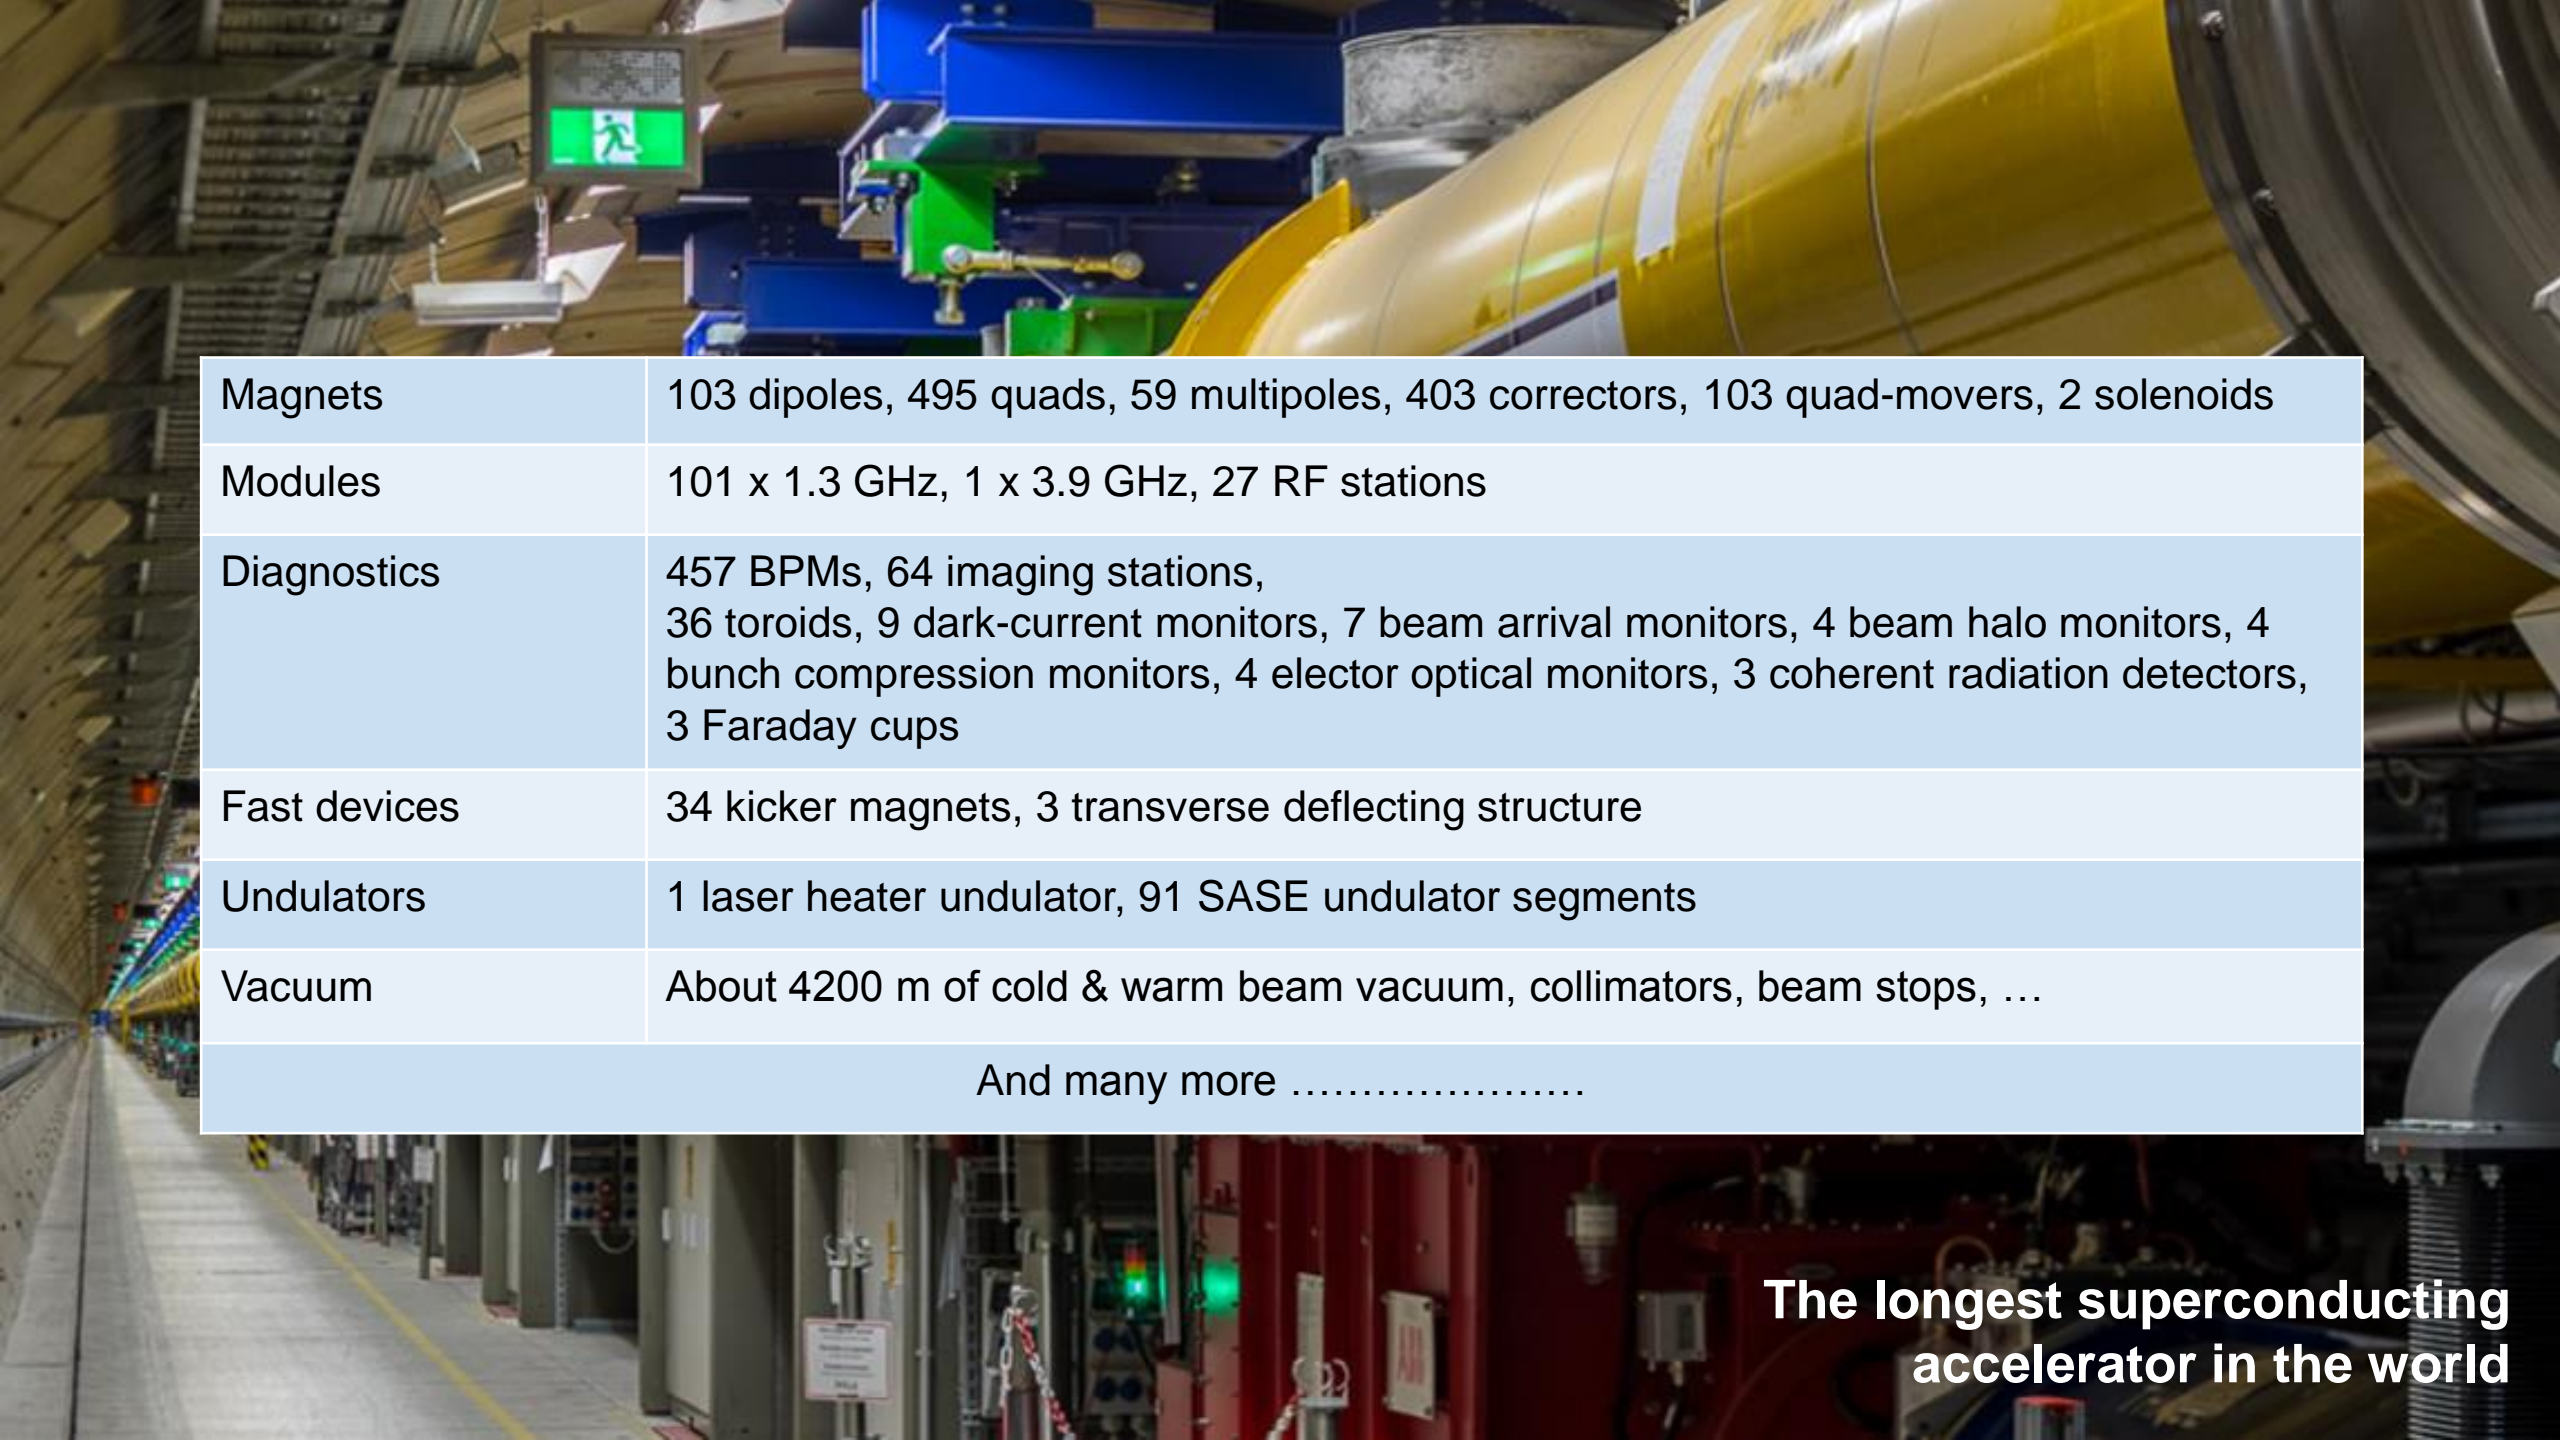 Magnets
103 dipoles, 495 quads, 59 multipoles, 403 correctors, 103 quad-movers, 2 solenoids
Modules
101 x 1.3 GHz, 1 x 3.9 GHz, 27 RF stations
Diagnostics
457 BPMs, 64 imaging stations,
36 toroids, 9 dark-current monitors, 7 beam arrival monitors, 4 beam halo monitors, 4
bunch compression monitors, 4 elector optical monitors, 3 coherent radiation detectors,
3 Faraday cups
Fast devices
34 kicker magnets, 3 transverse deflecting structure
Undulators
1 laser heater undulator, 91 SASE undulator segments
Vacuum
About 4200 m of cold & warm beam vacuum, collimators, beam stops, …
And many more …………………
The longest superconducting
accelerator in the world